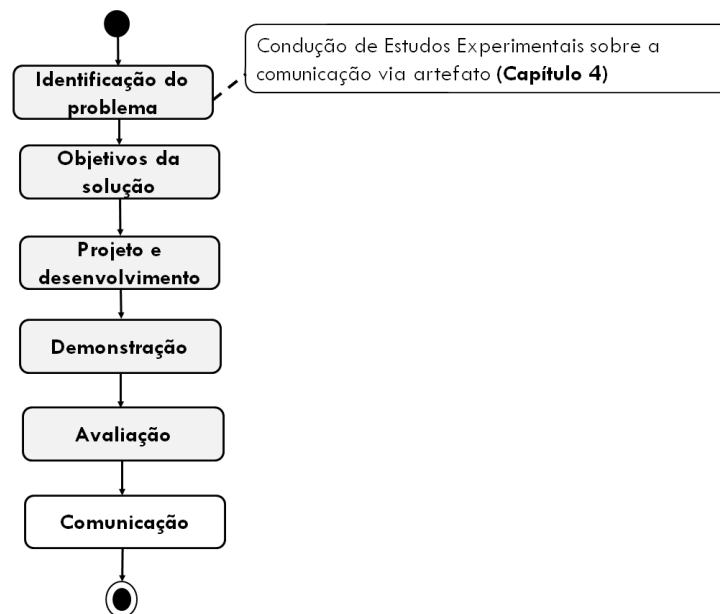 Condução de Estudos Experimentais sobre a
comunicação via artefato (Capítulo 4)
Identificação do
problema
Objetivos da
solução
Projeto e
desenvolvimento
Demonstração
Avaliação
Comunicação